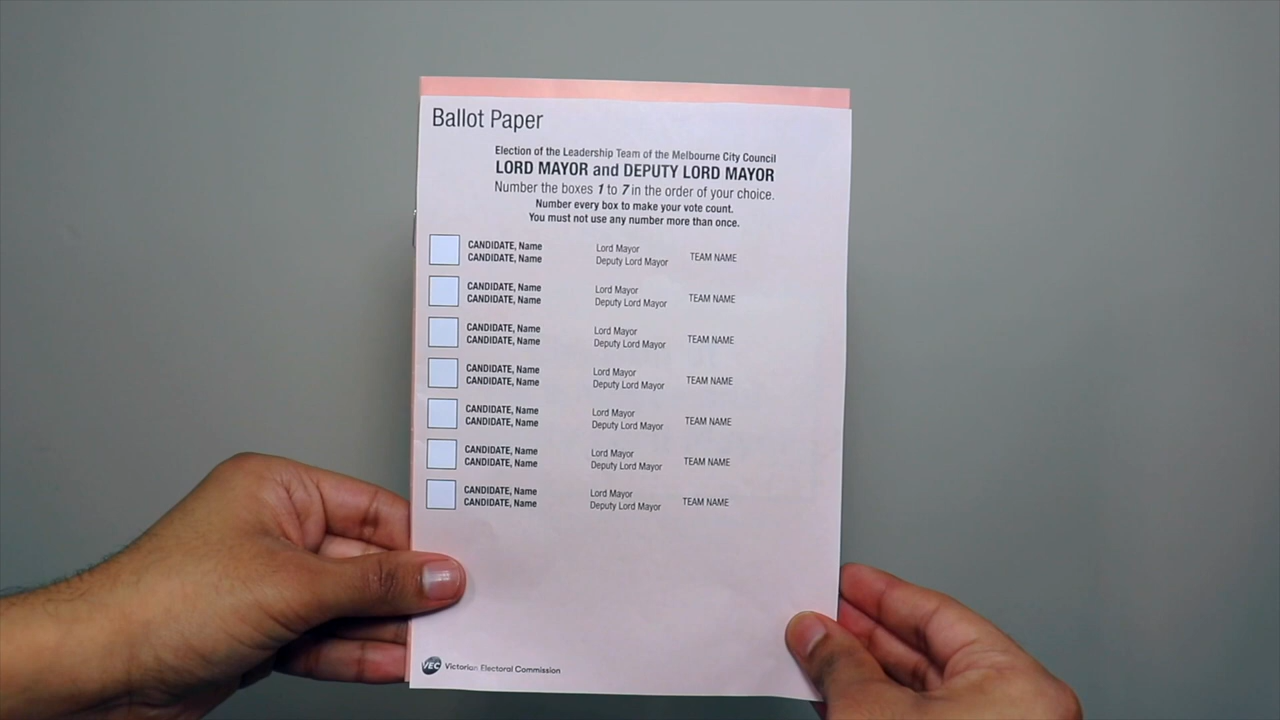 Ballot Paper
Election of the Leadership Team of the Melbourne City Council
LORD MAYOR and DEPUTY LORD MAYOR
Number the boxes 1 to 7 in the order of your choice.
Number every box to make your vote count.
You must not use any number more than once.
CANDIDATE, Name Lord Mayor
CANDIDATE, Name Deputy Lord Mayor TEAM NAME
CANDIDATE, Name Lord Mayor
CANDIDATE, Name Deputy Lord Mayor TEAM NAME
CANDIDATE, Name Lord Mayor
CANDIDATE, Name Deputy Lord Mayor TEAM NAME
CANDIDATE, Name Lord Mayor
CANDIDATE, Name Deputy Lord Mayor TEAM NAME
CANDIDATE, Name Lord Mayor
CANDIDATE, Name Deputy Lord Mayor TEAM NAME
CANDIDATE, Name Lord Mayor
CANDIDATE, Name Deputy Lord Mayor TEAM NAME
CANDIDATE, Name Lord Mayor
CANDIDATE, Name Deputy Lord Mayor TEAM NAME
VEC Victorian Electoral Commission